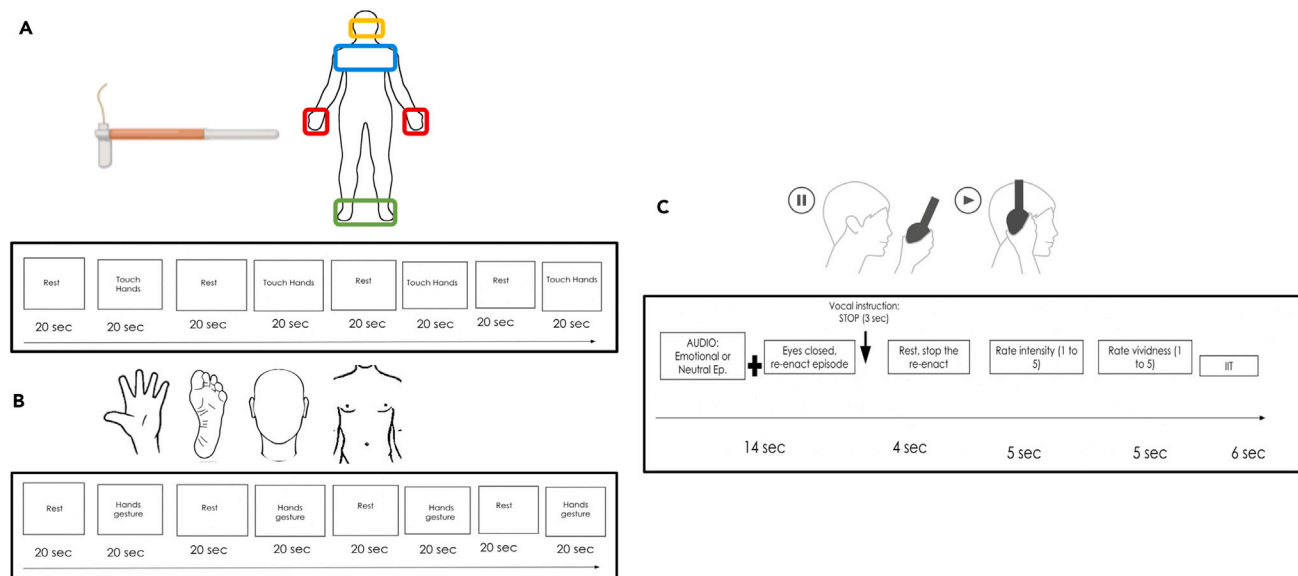 A
Rest
Touch
Hands
Rest
Touch Hands
Rest
Touch Hands
Rest
Touch Hands
20 sec
20 sec
20 sec
20 sec
20 sec
20 sec
20 sec
20 sec
B
Rest
Hands
gesture
Rest
Hands
gesture
Rest
Hands
gesture
Rest
Hands
gesture
20 sec
20 sec
20 sec
20 sec
20 sec
20 sec
20 sec
20 sec
C
Vocal instruction:
STOP (3 sec)
AUDIO:
Emotional or
Neutral Ep.
Eyes closed,
re-enact episode
Rest, stop the
re-enact
Rate intensity (1 to
5)
Rate vividness (1
to 5)
IIT
14 sec
4 sec
5 sec
5 sec
6 sec